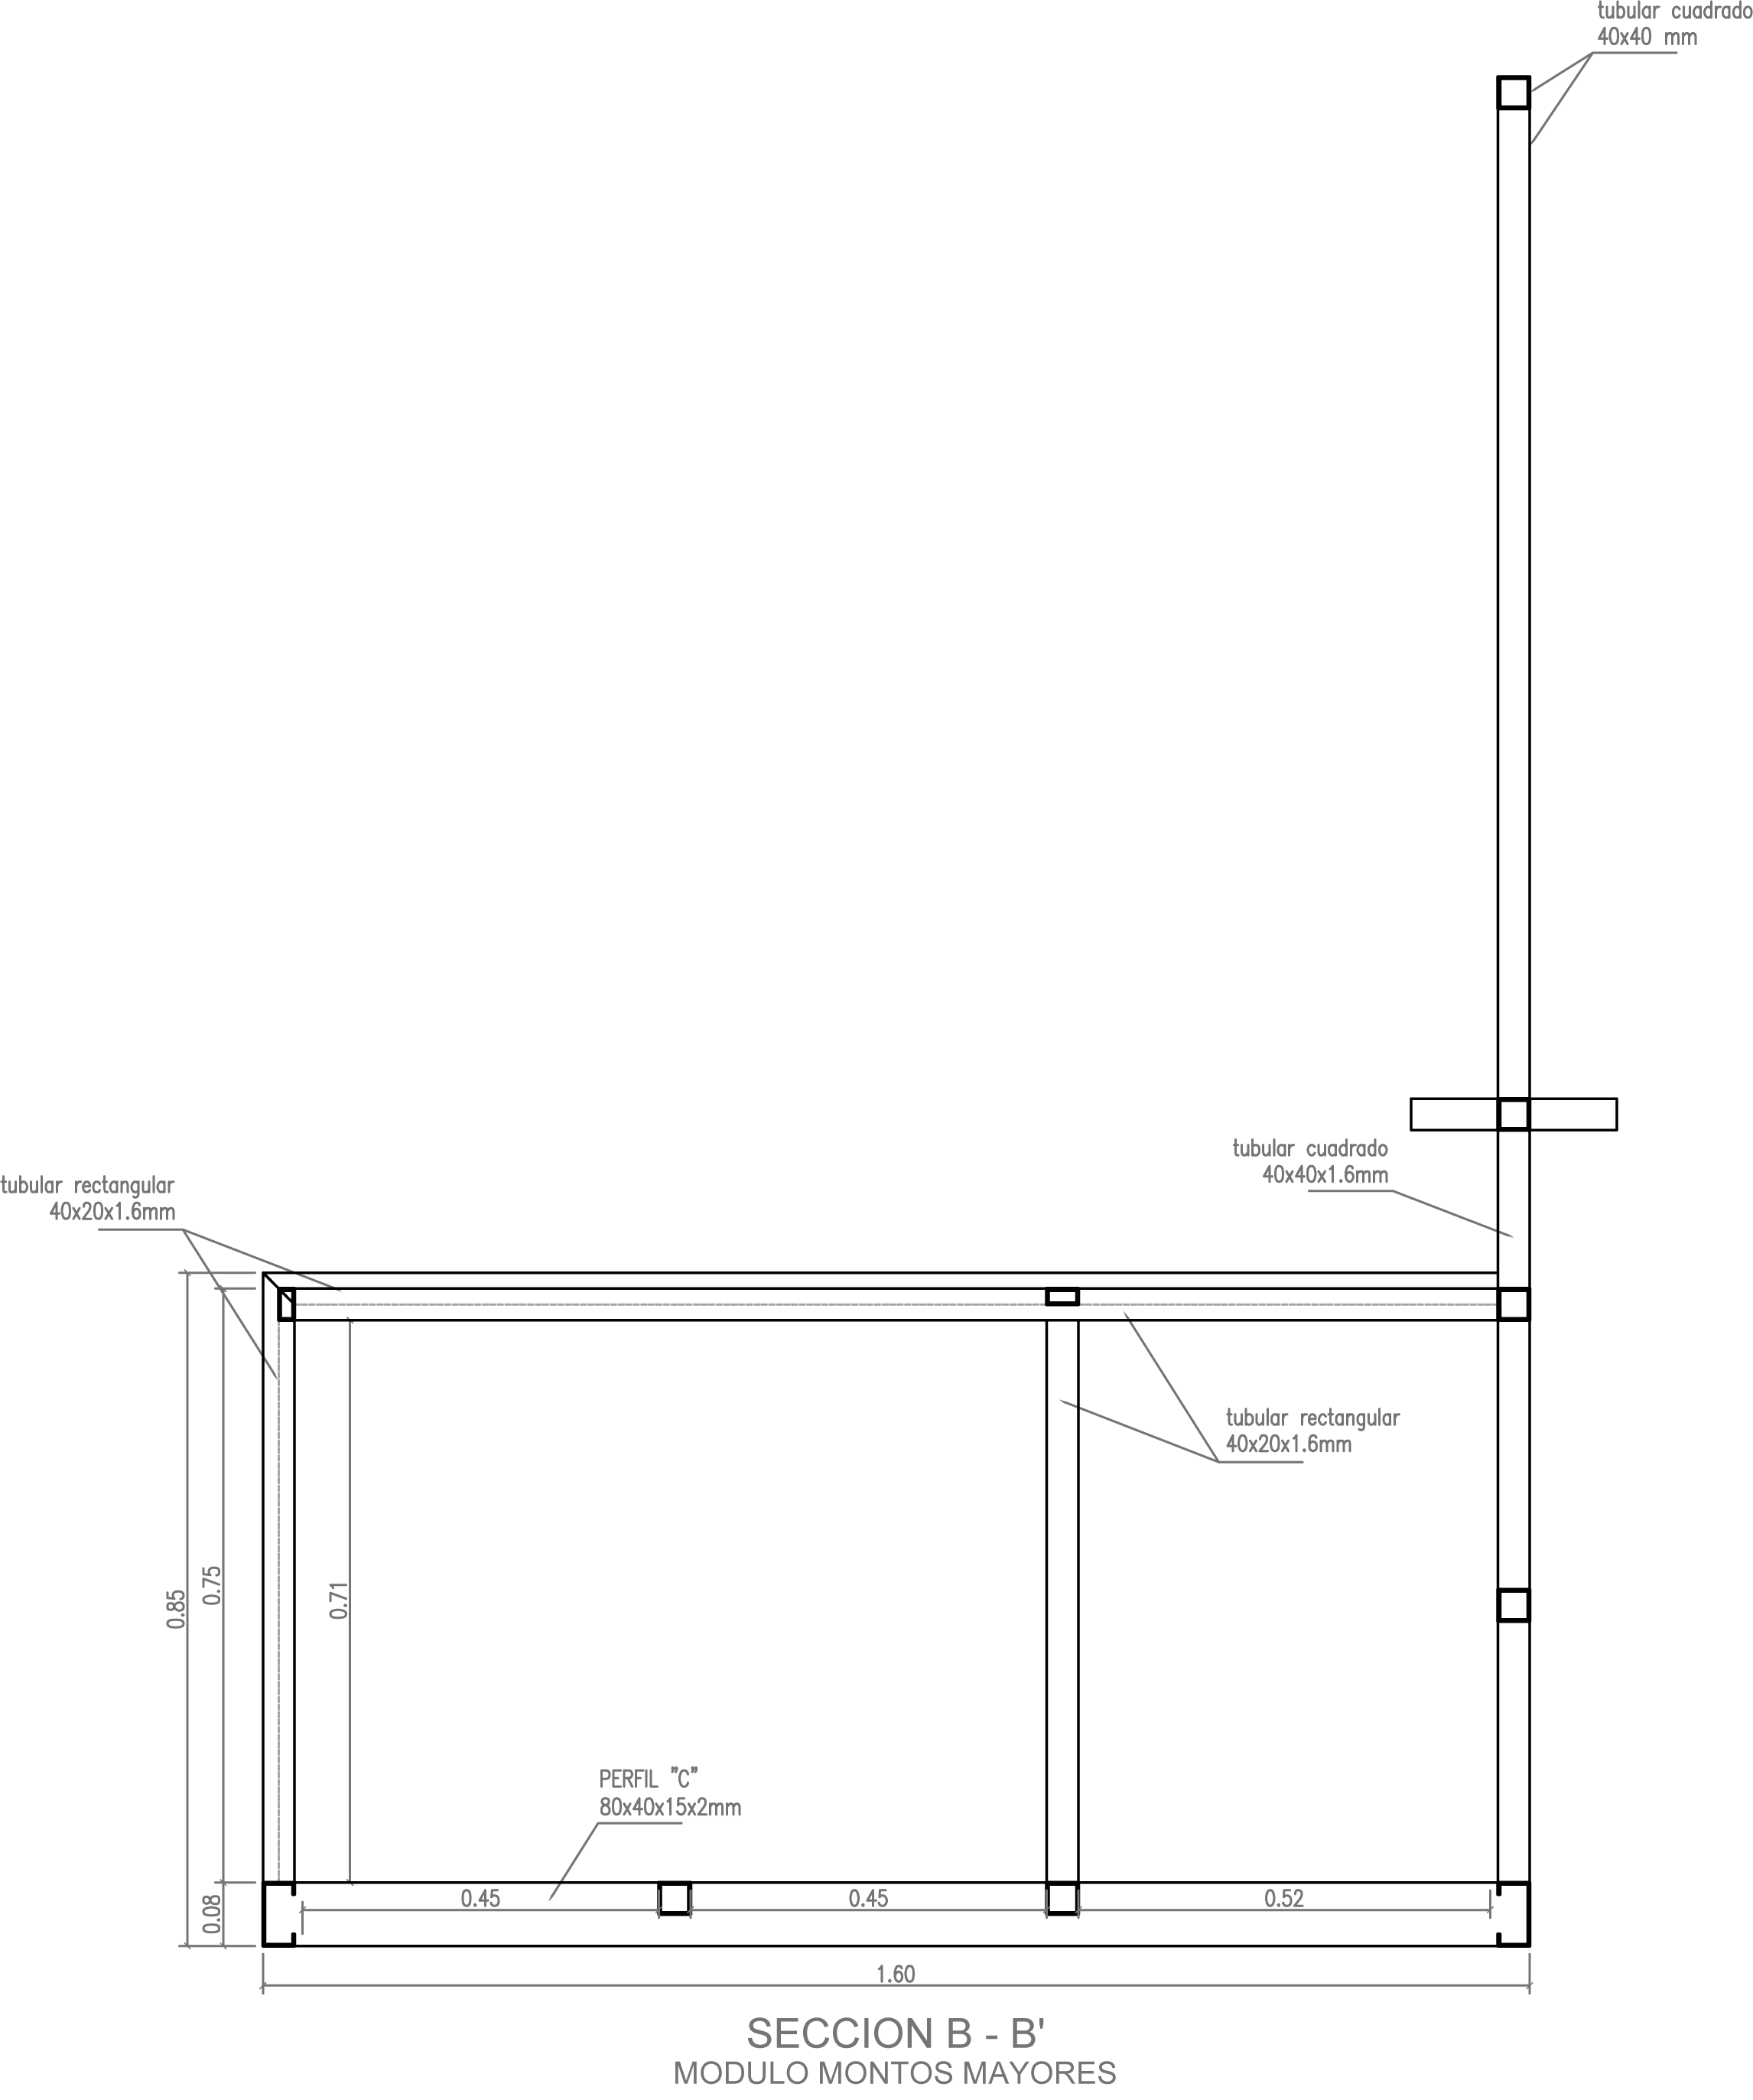 tubular cuadrado
40x40 mm
tubular cuadrado
40x40x1.6mm
tubular rectangular
40x20x1.6mm
tubular rectangular
40x20x1.6mm
0.85
0.75
0.71
PERFIL "C"
80x40x15x2mm
0.08
0.45
0.45
0.52
1.60
SECCION B - B'
MODULO MONTOS MAYORES